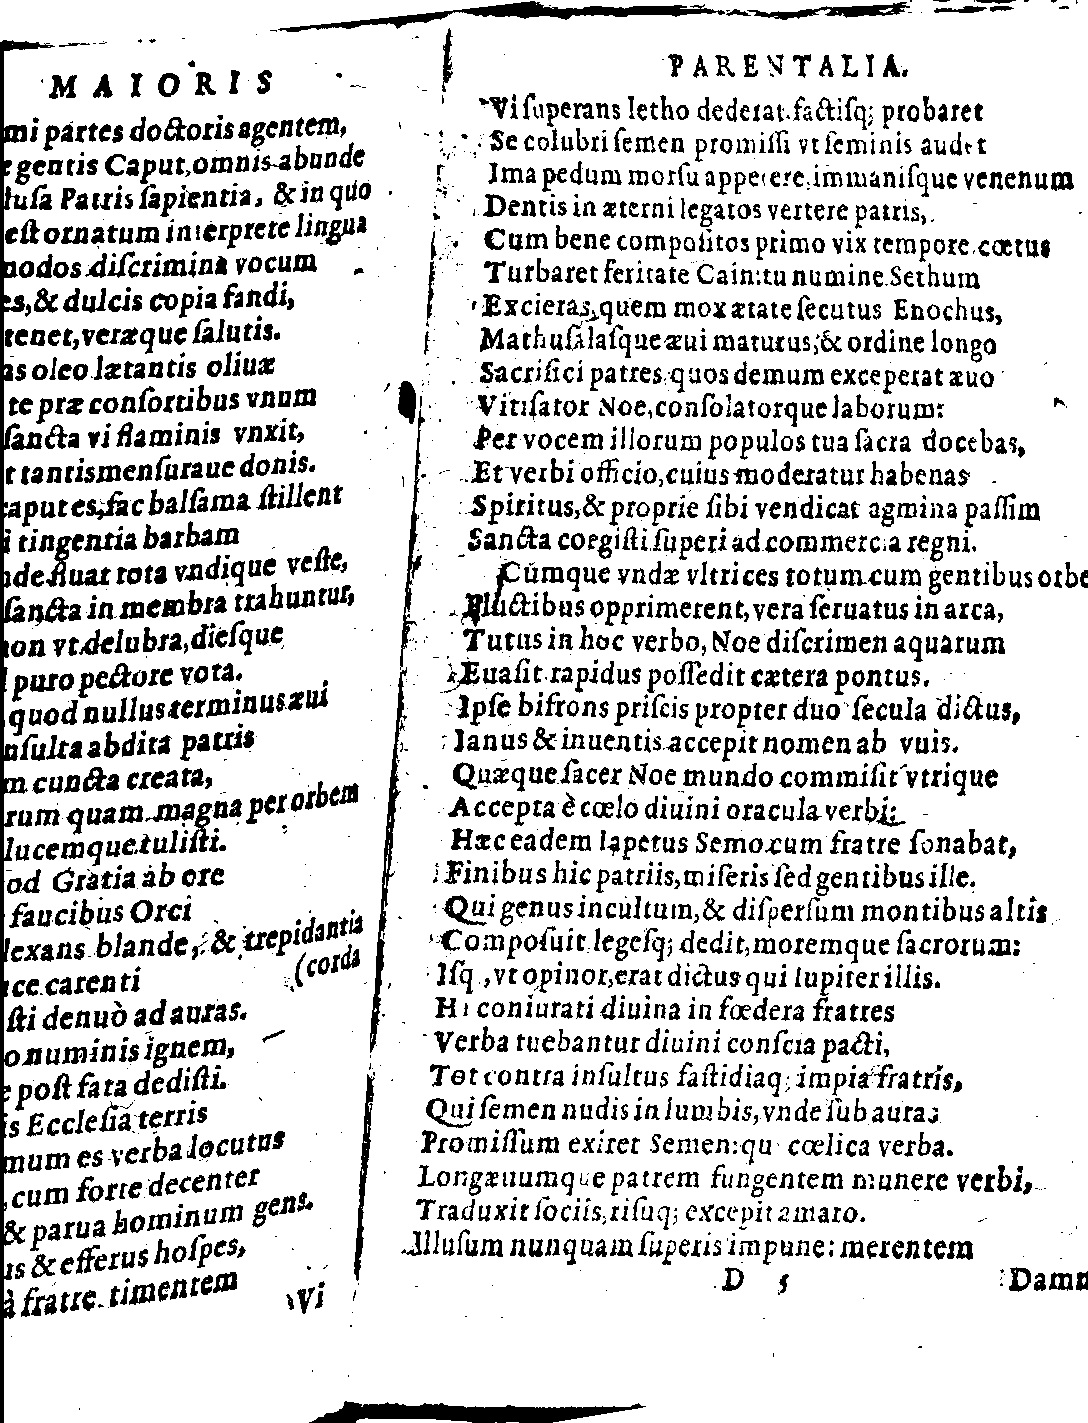 MAIORIS
mi partes doctoris agentem,
gentis Caput, omnis abunde
fusa Patris sapientia, & in quo
est ornatum interprete lingua
nodos discrimina vocum
es, & dulcis copia fandi,
tenet, veræque salutis.
as oleo lætantis oliuæ
te præ consortibus vnum
sancta vi flaminis vnxit,
t tantis mensuraue donis.
caput es, fac balsama stillent
i tingentia barbam
nde fluat tota vndique veste,
sancta in membra trahuntur,
non vt delubra, diesque
puro pectore vota.
quod nullus terminus æui
nsulta abdita patris
m cuncta creata,
rum quam magna per orbem
lucemque tulisti.
od Gratia ab ore
faucibus Orci
lexans blande, & trepidantia
(corda
uce carenti
sti denuò ad auras.
o numinis ignem,
e post fata dedisti.
is Ecclesia terris
mum es verba locutus
, cum forte decenter
& parua hominum gens.
us & efferus hospes,
à fratre timentem
Vi
PARENTALIA.
Vi superans letho dederat factisq; probaret
Se colubri semen promissi vt seminis audet
Ima pedum morsu appetere, immanisque venenum
Dentis in æterni legatos vertere patris,
Cum bene compositos primo vix tempore cœtus
Turbaret feritate Cain: tu numine Sethum
Excieras, quem mox ætate secutus Enochus,
Mathusalasque æui maturus, & ordine longo
Sacrifici patres quos demum exceperat æuo
Vitisator Noe, consolatorque laborum:
Per vocem illorum populos tua sacra docebas,
Et verbi officio, cuius moderatur habenas
Spiritus, & proprie sibi vendicat agmina passim
Sancta coegisti superi ad commercia regni.
Cumque vndæ vltrices totum cum gentibus orbe
Fluctibus opprimerent, vera seruatus in arca,
Tutus in hoc verbo, Noe discrimen aquarum
Euasit rapidus possedit cætera pontus.
Ipse bifrons priscis propter duo secula dictus,
Ianus & inuentis accepit nomen ab vuis.
Quæque sacer Noe mundo commisit vtrique
Accepta è cœlo diuini oracula verbi;
Hæc eadem Iapetus Semo cum fratre sonabat,
Finibus hic patriis, miseris sed gentibus ille.
Qui genus incultum, & dispersum montibus altis
Composuit legesq; dedit, moremque sacrorum:
Isq, vt opinor, erat dictus qui Iupiter illis.
Hi coniurati diuina in fœdera fratres
Verba tuebantur diuini conscia pacti,
Tot contra insultus fastidiaq; impia fratris,
Qui semen nudis in lumbis, vnde sub auras
Promissum exiret Semen: qu cœlica verba.
Longæuumque patrem fungentem munere verbi,
Traduxit sociis, risuq; excepit amaro.
Illusum nunquam superis impune: merentem
D 5
Damn